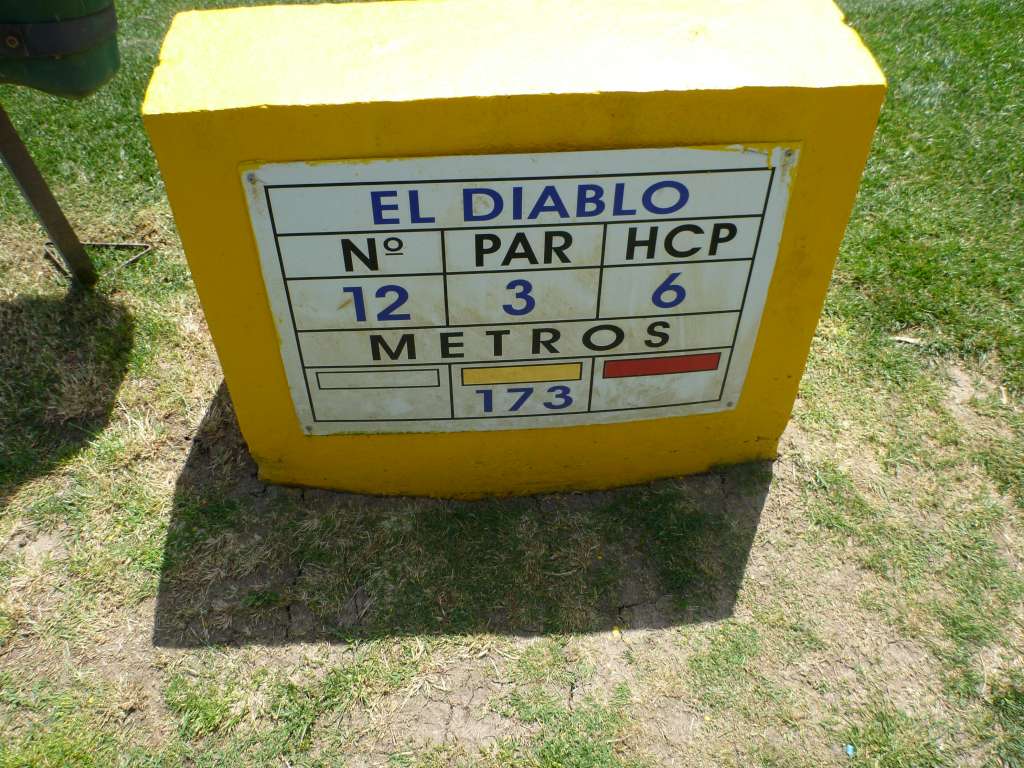 EL DIABLO
Nº PAR HCP
12 3 6
METROS
173